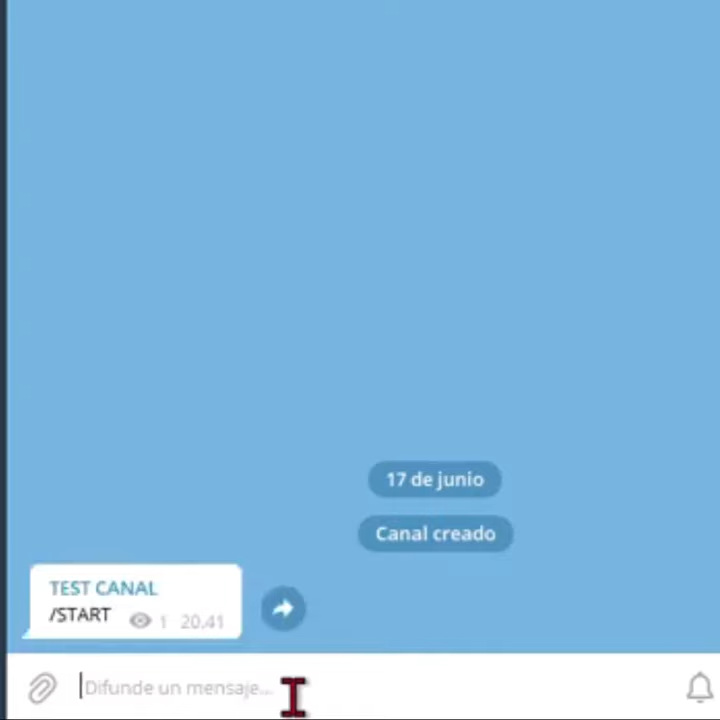 17 de junio
Canal creado
TEST CANAL
/START 1 20.41
Difunde un mensaje...